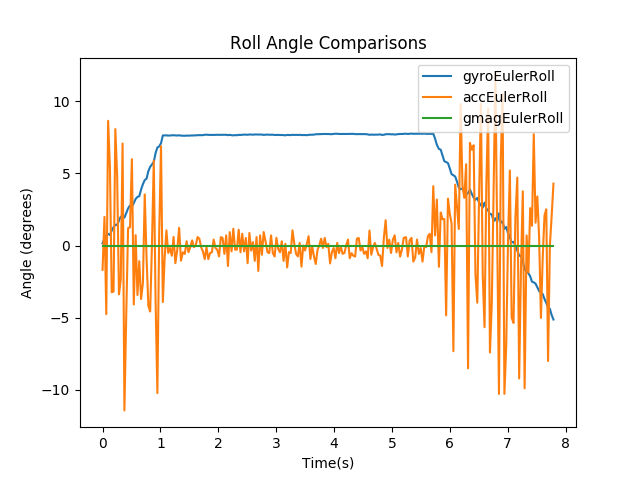 Roll Angle Comparisons
gyroEulerRoll
accEulerRoll
gmagEulerRoll
Angle (degrees)
10
5
0
−5
−10
0 1 2 3 4 5 6 7 8
Time(s)